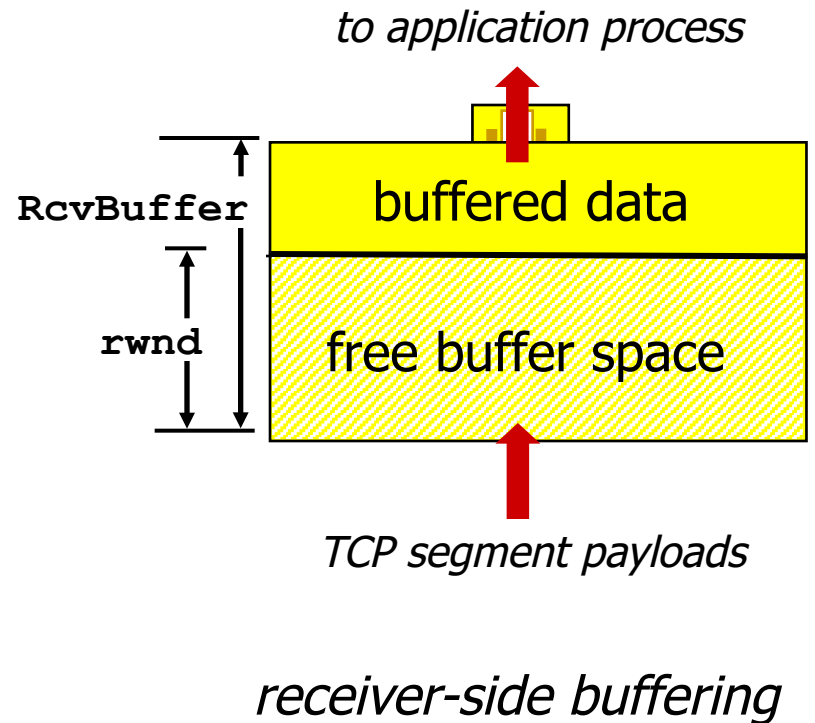 to application process
RcvBuffer
buffered data
rwnd
free buffer space
TCP segment payloads
receiver-side buffering